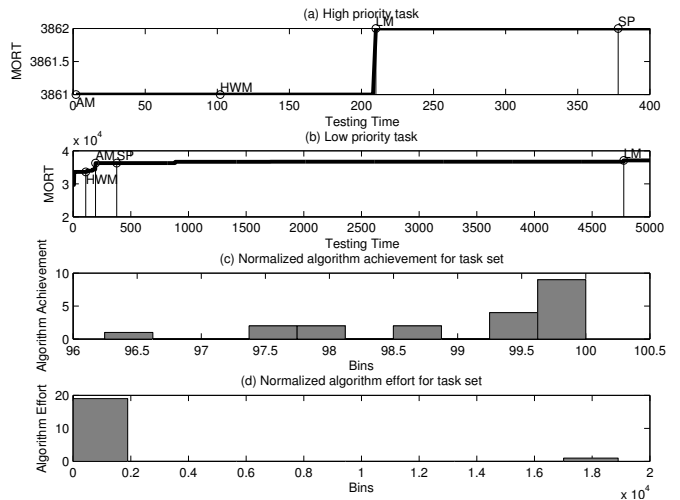 (a) High priority task
3862
3861.5
3861
MORT
AM
HWM
LM
SP
0 50 100 150 200 250 300 350 400
Testing Time
(b) Low priority task
x 10^4
4
3
2
MORT
HWM
AM
SP
LM
0 500 1000 1500 2000 2500 3000 3500 4000 4500 5000
Testing Time
(c) Normalized algorithm achievement for task set
10
5
0
Algorithm Achievement
96 96.5 97 97.5 98 98.5 99 99.5 100 100.5
Bins
(d) Normalized algorithm effort for task set
20
10
0
Algorithm Effort
0 0.2 0.4 0.6 0.8 1 1.2 1.4 1.6 1.8 2
Bins
x 10^4